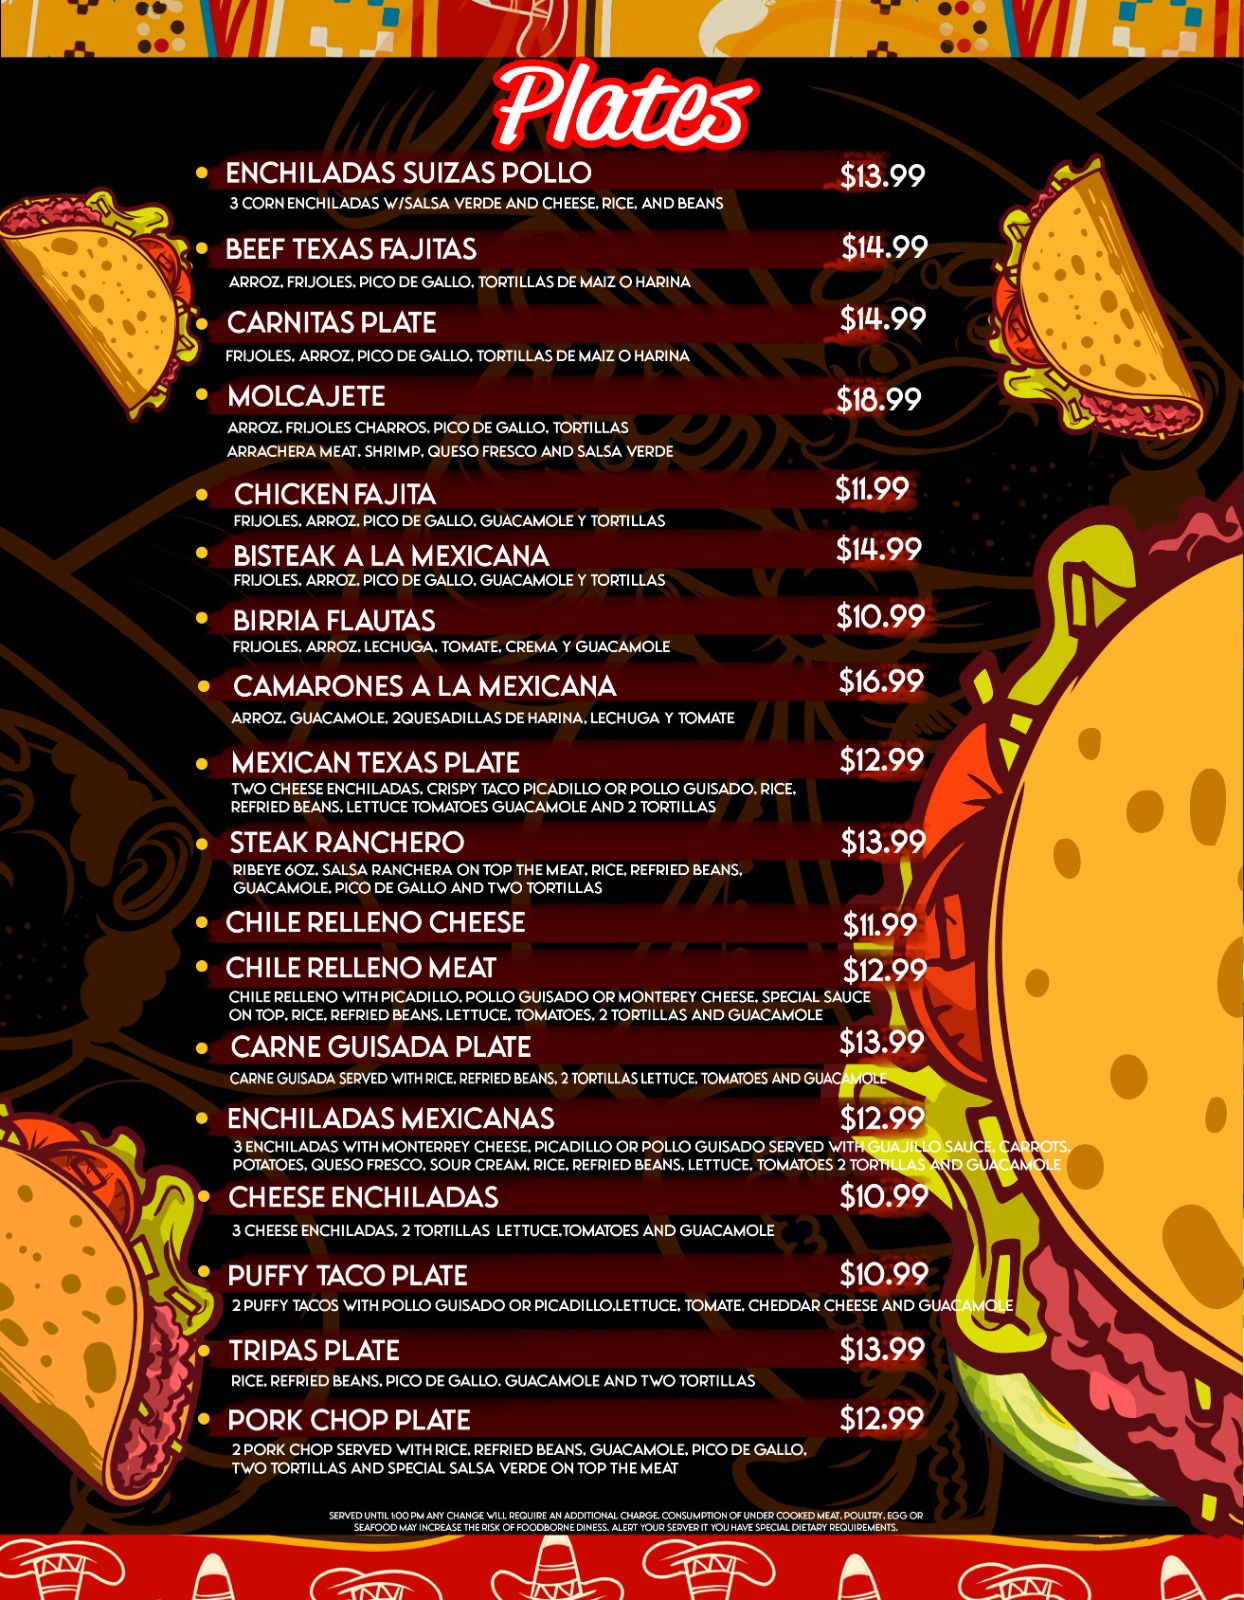 Plates
ENCHILADAS SUIZAS POLLO $13.99
3 CORN ENCHILADAS W/SALSA VERDE AND CHEESE, RICE, AND BEANS
BEEF TEXAS FAJITAS $14.99
ARROZ, FRIJOLES, PICO DE GALLO, TORTILLAS DE MAIZ O HARINA
CARNITAS PLATE $14.99
FRIJOLES, ARROZ, PICO DE GALLO, TORTILLAS DE MAIZ O HARINA
MOLCAJETE $18.99
ARROZ, FRIJOLES CHARROS, PICO DE GALLO, TORTILLAS
ARRACHERA MEAT, SHRIMP, QUESO FRESCO AND SALSA VERDE
CHICKEN FAJITA $11.99
FRIJOLES, ARROZ, PICO DE GALLO, GUACAMOLE Y TORTILLAS
BISTEAK A LA MEXICANA $14.99
FRIJOLES, ARROZ, PICO DE GALLO, GUACAMOLE Y TORTILLAS
BIRRIA FLAUTAS $10.99
FRIJOLES, ARROZ, LECHUGA, TOMATE, CREMA Y GUACAMOLE
CAMARONES A LA MEXICANA $16.99
ARROZ, GUACAMOLE, 2QUESADILLAS DE HARINA, LECHUGA Y TOMATE
MEXICAN TEXAS PLATE $12.99
TWO CHEESE ENCHILADAS, CRISPY TACO PICADILLO OR POLLO GUISADO, RICE,
REFRIED BEANS, LETTUCE TOMATOES GUACAMOLE AND 2 TORTILLAS
STEAK RANCHERO $13.99
RIBEYE 6OZ, SALSA RANCHERA ON TOP THE MEAT, RICE, REFRIED BEANS,
GUACAMOLE, PICO DE GALLO AND TWO TORTILLAS
CHILE RELLENO CHEESE $11.99
CHILE RELLENO MEAT $12.99
CHILE RELLENO WITH PICADILLO, POLLO GUISADO OR MONTEREY CHEESE, SPECIAL SAUCE
ON TOP, RICE, REFRIED BEANS, LETTUCE, TOMATOES, 2 TORTILLAS AND GUACAMOLE
CARNE GUISADA PLATE $13.99
CARNE GUISADA SERVED WITH RICE, REFRIED BEANS, 2 TORTILLAS LETTUCE, TOMATOES AND GUACAMOLE
ENCHILADAS MEXICANAS $12.99
3 ENCHILADAS WITH MONTERREY CHEESE, PICADILLO OR POLLO GUISADO SERVED WITH GUAJILLO SAUCE, CARROTS,
POTATOES, QUESO FRESCO, SOUR CREAM, RICE, REFRIED BEANS, LETTUCE, TOMATOES 2 TORTILLAS AND GUACAMOLE
CHEESE ENCHILADAS $10.99
3 CHEESE ENCHILADAS, 2 TORTILLAS LETTUCE,TOMATOES AND GUACAMOLE
PUFFY TACO PLATE $10.99
2 PUFFY TACOS WITH POLLO GUISADO OR PICADILLO,LETTUCE, TOMATE, CHEDDAR CHEESE AND GUACAMOLE
TRIPAS PLATE $13.99
RICE, REFRIED BEANS, PICO DE GALLO, GUACAMOLE AND TWO TORTILLAS
PORK CHOP PLATE $12.99
2 PORK CHOP SERVED WITH RICE, REFRIED BEANS, GUACAMOLE, PICO DE GALLO,
TWO TORTILLAS AND SPECIAL SALSA VERDE ON TOP THE MEAT
SERVED UNTIL 1:00 PM ANY CHANGE WILL REQUIRE AN ADDITIONAL CHARGE. CONSUMPTION OF UNDER COOKED MEAT, POULTRY, EGG OR
SEAFOOD MAY INCREASE THE RISK OF FOODBORNE DINESS. ALERT YOUR SERVER IT YOU HAVE SPECIAL DIETARY REQUIREMENTS.